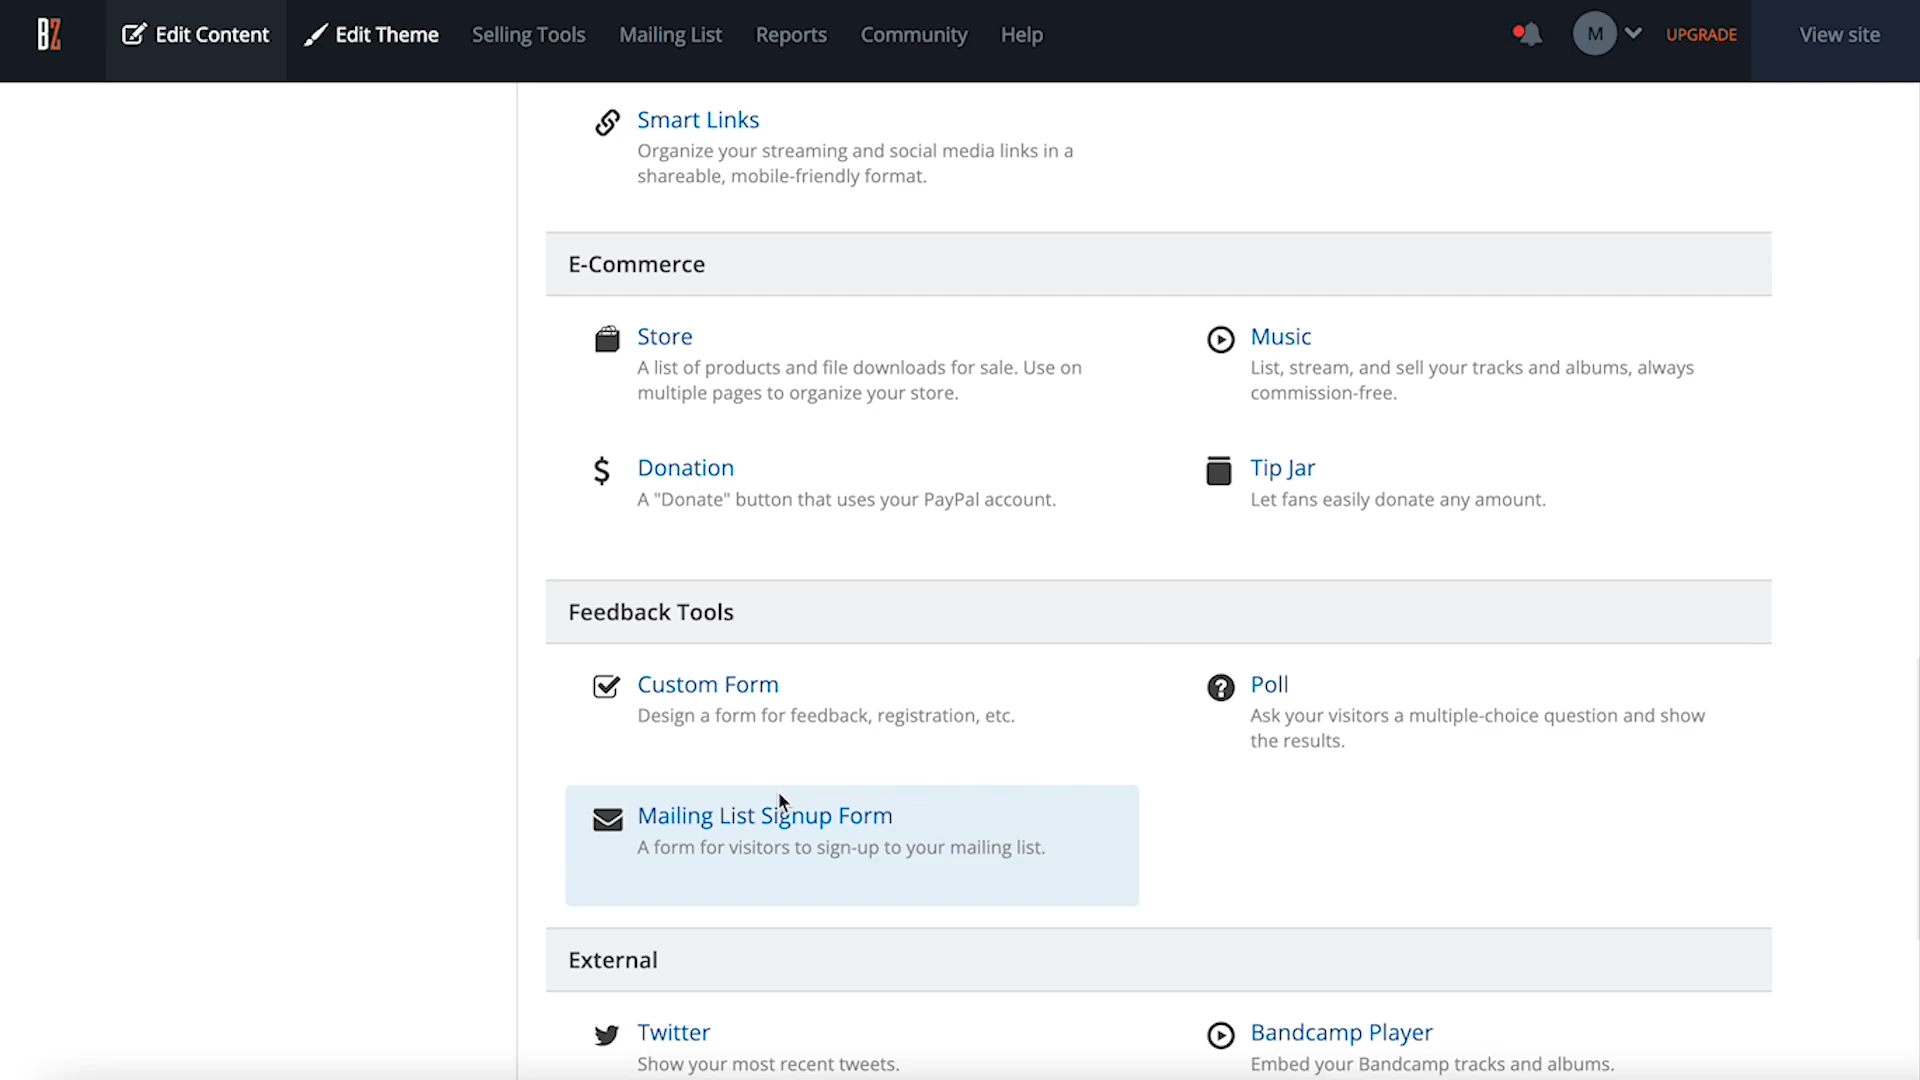 BZ
Edit Content
Edit Theme
Selling Tools
Mailing List
Reports
Community
Help
M
UPGRADE
View site
Smart Links
Organize your streaming and social media links in a
shareable, mobile-friendly format.
E-Commerce
Store
A list of products and file downloads for sale. Use on
multiple pages to organize your store.
Music
List, stream, and sell your tracks and albums, always
commission-free.
Donation
A "Donate" button that uses your PayPal account.
Tip Jar
Let fans easily donate any amount.
Feedback Tools
Custom Form
Design a form for feedback, registration, etc.
Poll
Ask your visitors a multiple-choice question and show
the results.
Mailing List Signup Form
A form for visitors to sign-up to your mailing list.
External
Twitter
Show your most recent tweets.
Bandcamp Player
Embed your Bandcamp tracks and albums.